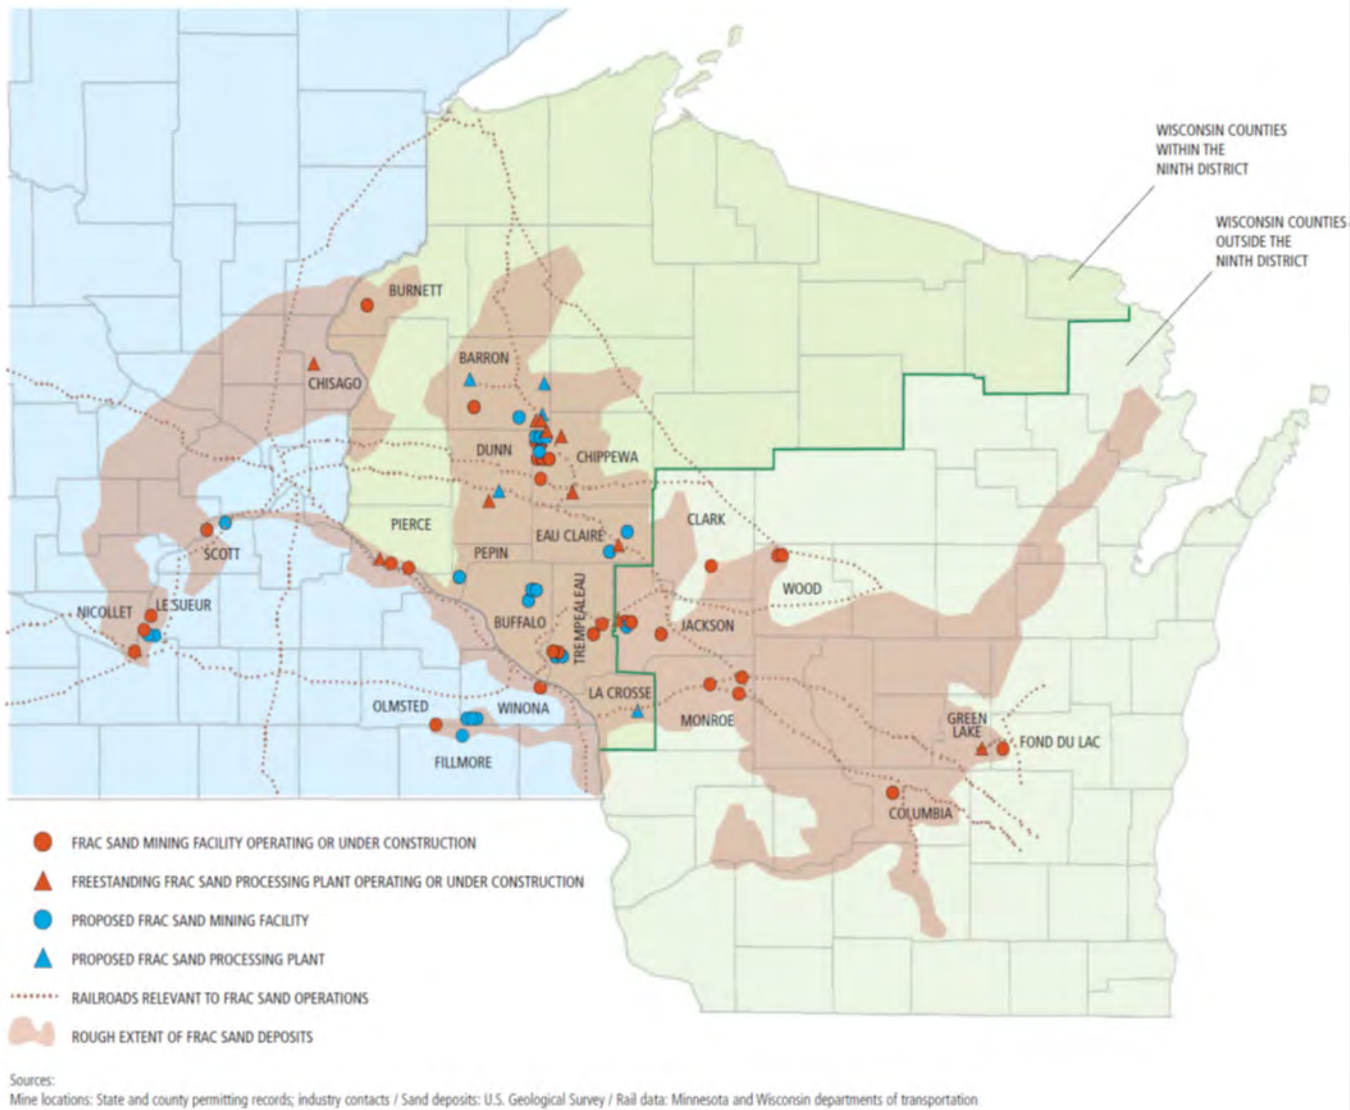 WISCONSIN COUNTIES
WITHIN THE
NINTH DISTRICT
WISCONSIN COUNTIES
OUTSIDE THE
NINTH DISTRICT
BURNETT
BARRON
CHISAGO
DUNN
CHIPPEWA
PIERCE
CLARK
EAU CLAIRE
SCOTT
PEPIN
WOOD
NICOLLET
LE SUEUR
TREMPEALEAU
BUFFALO
JACKSON
LA CROSSE
OLMSTED
WINONA
MONROE
GREEN
LAKE
FOND DU LAC
FILLMORE
COLUMBIA
FRAC SAND MINING FACILITY OPERATING OR UNDER CONSTRUCTION
FREESTANDING FRAC SAND PROCESSING PLANT OPERATING OR UNDER CONSTRUCTION
PROPOSED FRAC SAND MINING FACILITY
PROPOSED FRAC SAND PROCESSING PLANT
RAILROADS RELEVANT TO FRAC SAND OPERATIONS
ROUGH EXTENT OF FRAC SAND DEPOSITS
Sources:
Mine locations: State and county permitting records; industry contacts / Sand deposits: U.S. Geological Survey / Rail data: Minnesota and Wisconsin departments of transportation